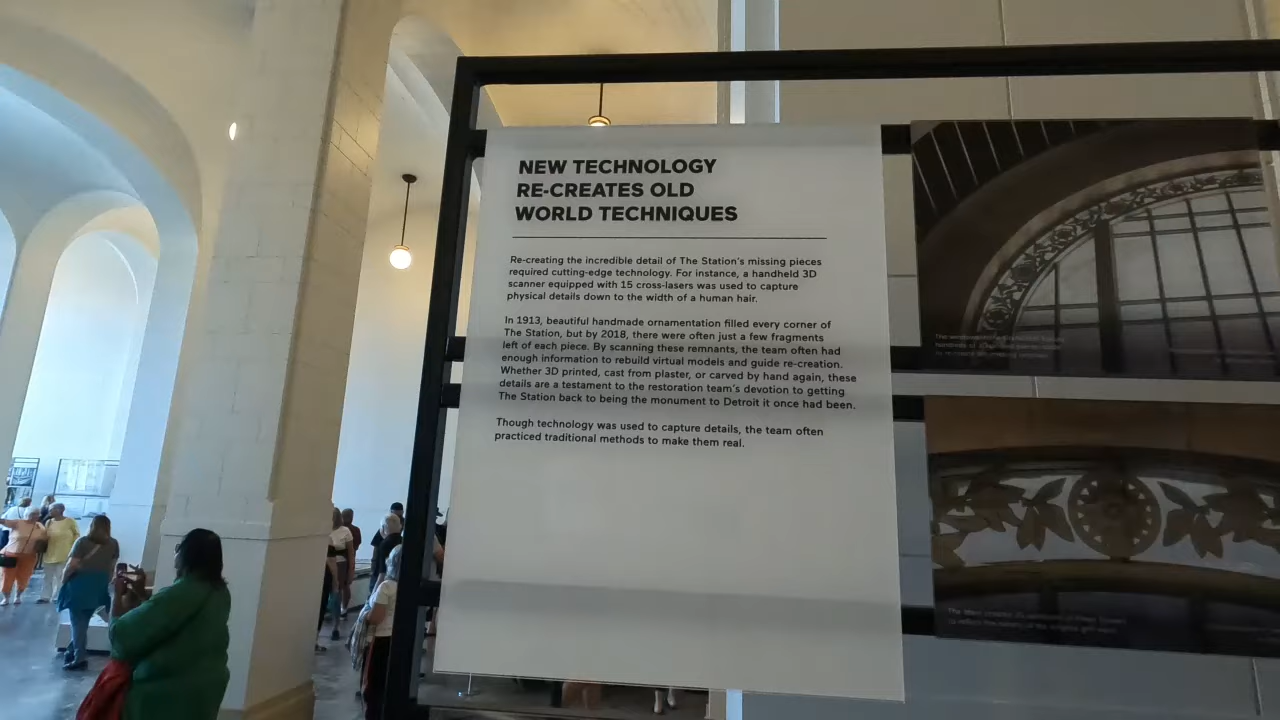 NEW TECHNOLOGY
RE-CREATES OLD
WORLD TECHNIQUES
Re-creating the incredible detail of The Station's missing pieces
required cutting-edge technology. For instance, a handheld 3D
scanner equipped with 15 cross-lasers was used to capture
physical details down to the width of a human hair.
In 1913, beautiful handmade ornamentation filled every corner of
The Station, but by 2018, there were often just a few fragments
left of each piece. By scanning these remnants, the team often had
enough information to rebuild virtual models and guide re-creation.
Whether 3D printed, cast from plaster, or carved by hand again, these
details are a testament to the restoration team's devotion to getting
The Station back to being the monument to Detroit it once had been.
Though technology was used to capture details, the team often
practiced traditional methods to make them real.